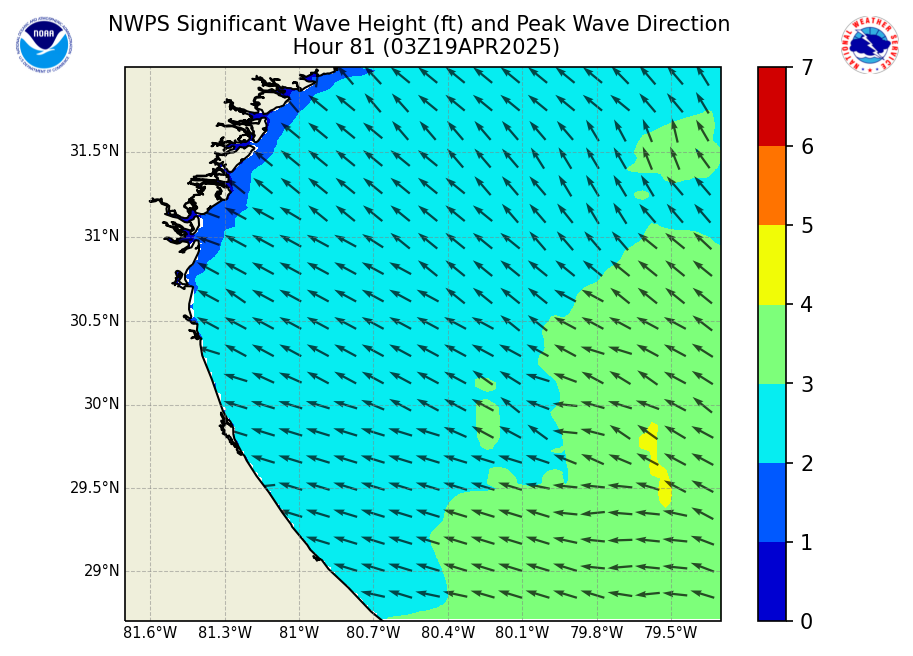 NWPS Significant Wave Height (ft) and Peak Wave Direction
Hour 81 (03Z19APR2025)
NOAA
NATIONAL WEATHER SERVICE
31.5°N
31°N
30.5°N
30°N
29.5°N
29°N
81.6°W 81.3°W 81°W 80.7°W 80.4°W 80.1°W 79.8°W 79.5°W
7
6
5
4
3
2
1
0